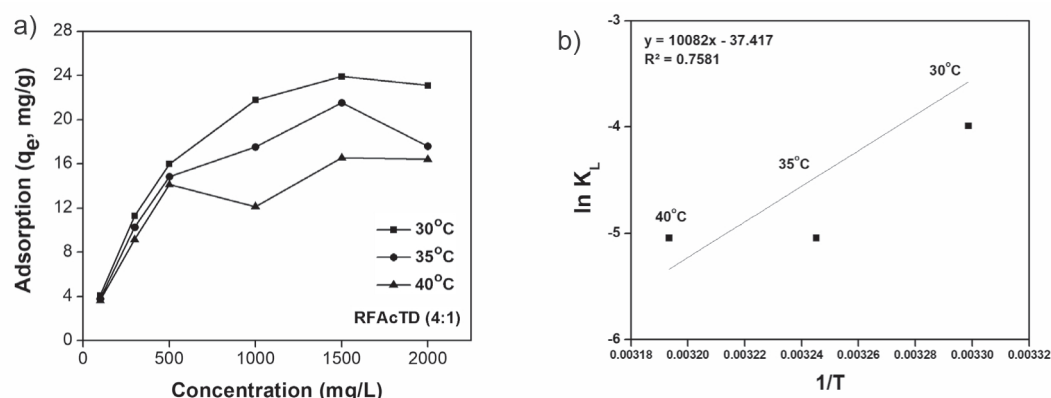 a)
Adsorption (qe, mg/g)
28
24
20
16
12
8
4
0
30°C
35°C
40°C
RFAcTD (4:1)
0 500 1000 1500 2000
Concentration (mg/L)
b)
ln KL
-3
-4
-5
-6
y = 10082x - 37.417
R² = 0.7581
30°C
35°C
40°C
0.00318 0.00320 0.00322 0.00324 0.00326 0.00328 0.00330 0.00332
1/T